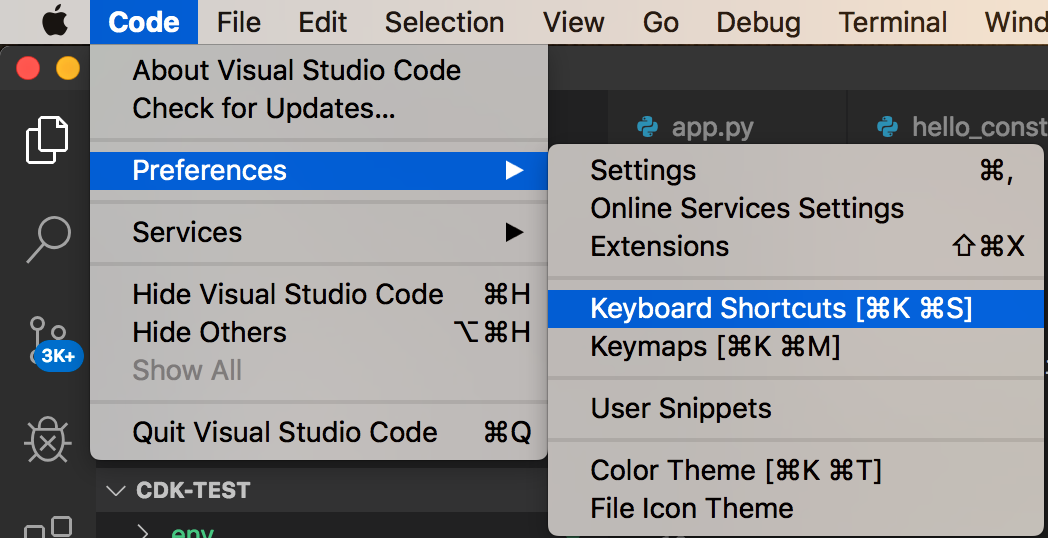 Code File Edit Selection View Go Debug Terminal Wind
About Visual Studio Code
Check for Updates...
Preferences
Services
Hide Visual Studio Code ⌘H
Hide Others ⌥⌘H
Show All
Quit Visual Studio Code ⌘Q
app.py hello_const
Settings ⌘,
Online Services Settings
Extensions ⇧⌘X
Keyboard Shortcuts [⌘K ⌘S]
Keymaps [⌘K ⌘M]
User Snippets
Color Theme [⌘K ⌘T]
File Icon Theme
3K+
CDK-TEST
.env